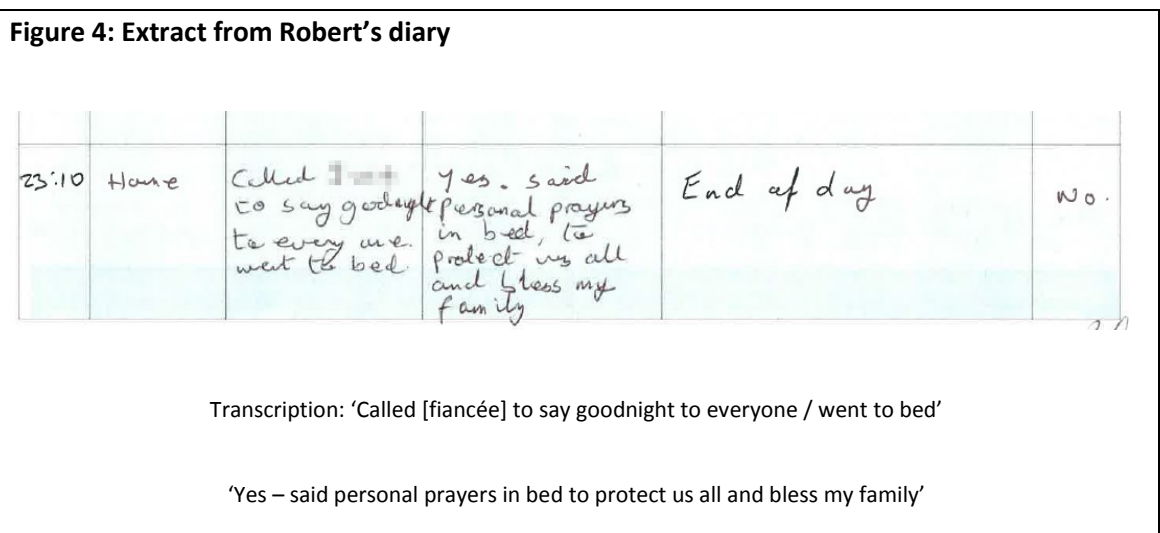 Figure 4: Extract from Robert’s diary
23:10
Home
Called
to say goodnight
to every one.
went to bed.
Yes. Said
personal prayers
in bed, to
protect us all
and bless my
family
End of day
No.
Transcription: ‘Called [fiancée] to say goodnight to everyone / went to bed’
‘Yes – said personal prayers in bed to protect us all and bless my family’